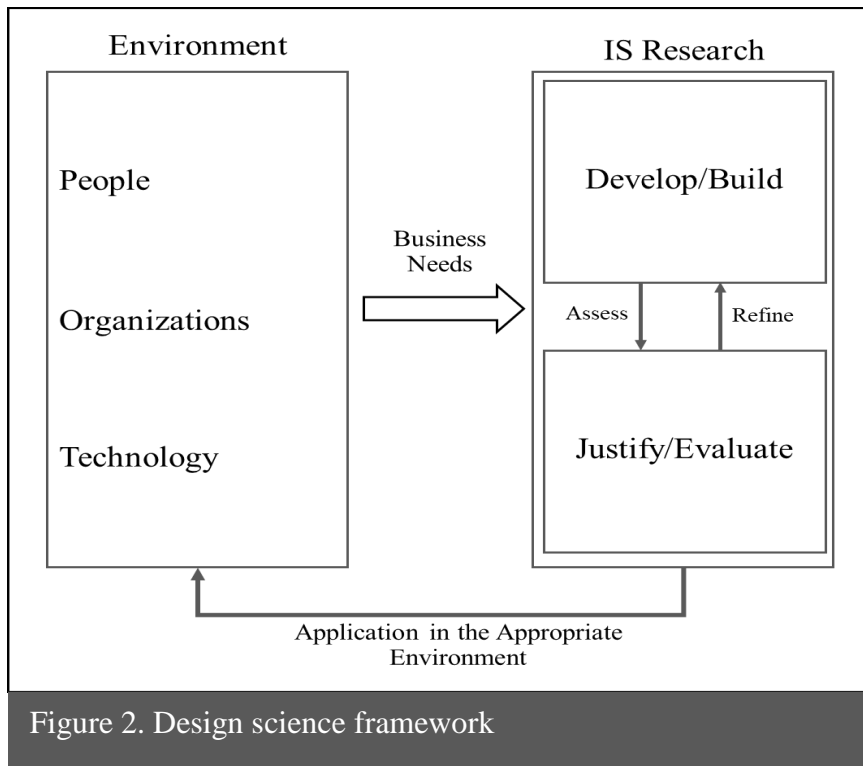 Environment
People
Organizations
Technology
Business
Needs
IS Research
Develop/Build
Assess
Refine
Justify/Evaluate
Application in the Appropriate
Environment
Figure 2. Design science framework